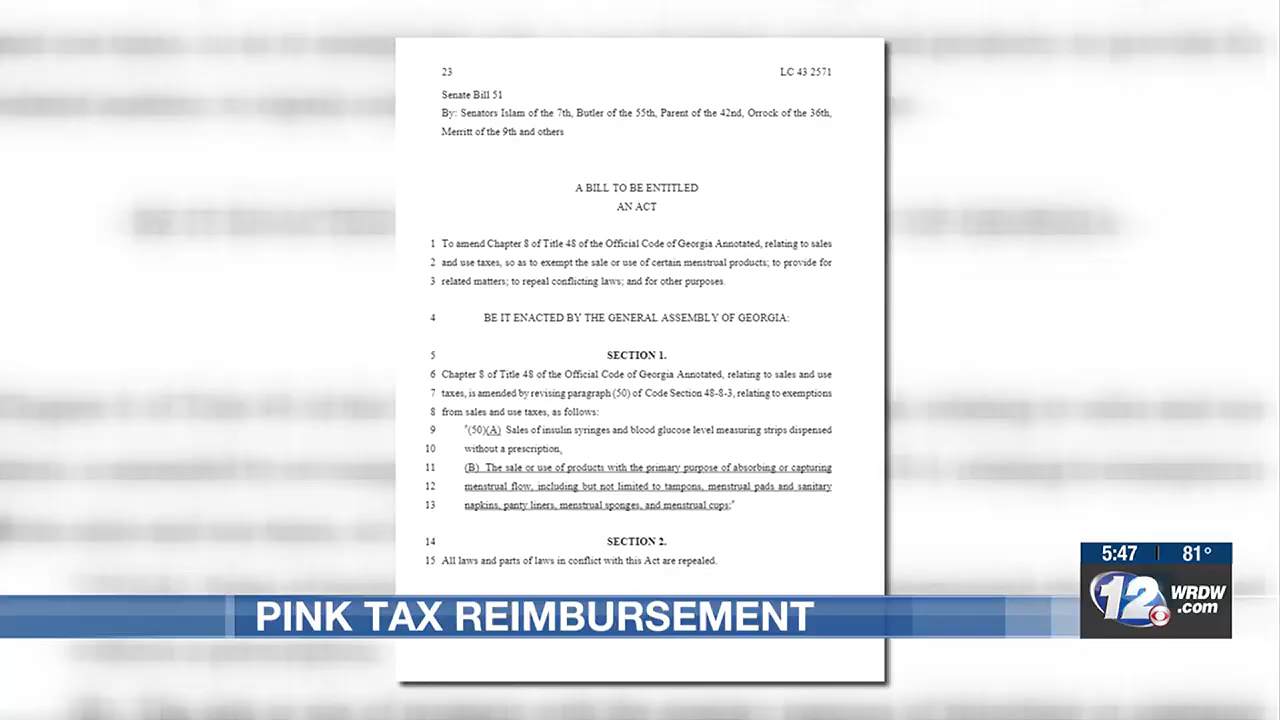 23 LC 43 2571
Senate Bill 51
By: Senators Islam of the 7th, Butler of the 55th, Parent of the 42nd, Orrock of the 36th,
Merritt of the 9th and others
A BILL TO BE ENTITLED
AN ACT
1 To amend Chapter 8 of Title 48 of the Official Code of Georgia Annotated, relating to sales
2 and use taxes, so as to exempt the sale or use of certain menstrual products; to provide for
3 related matters; to repeal conflicting laws; and for other purposes.
4 BE IT ENACTED BY THE GENERAL ASSEMBLY OF GEORGIA:
5 SECTION 1.
6 Chapter 8 of Title 48 of the Official Code of Georgia Annotated, relating to sales and use
7 taxes, is amended by revising paragraph (50) of Code Section 48-8-3, relating to exemptions
8 from sales and use taxes, as follows:
9 "(50)(A) Sales of insulin syringes and blood glucose level measuring strips dispensed
10 without a prescription.
11 (B) The sale or use of products with the primary purpose of absorbing or capturing
12 menstrual flow, including but not limited to tampons, menstrual pads and sanitary
13 napkins, panty liners, menstrual sponges, and menstrual cups;"
14 SECTION 2.
15 All laws and parts of laws in conflict with this Act are repealed.
PINK TAX REIMBURSEMENT
5:47 | 81°
12 WRDW
.com